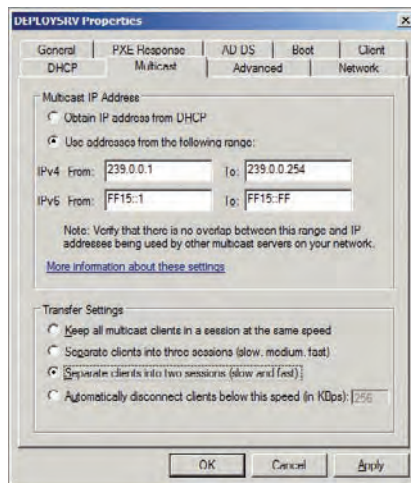 DEPLOYSRV Properties
General PXE Response AD DS Boot Client
DHCP Multicast Advanced Network
Multicast IP Address
Obtain IP address from DHCP
Use addresses from the following range:
IPv4 From: 239.0.0.1 To: 239.0.0.254
IPv6 From: FF15::1 To: FF15::FF
Note: Verify that there is no overlap between this range and IP
addresses being used by other multicast servers on your network.
More information about these settings
Transfer Settings
Keep all multicast clients in a session at the same speed
Separate clients into three sessions (slow, medium, fast)
Separate clients into two sessions (slow and fast)
Automatically disconnect clients below this speed (in KBps): 256
OK Cancel Apply